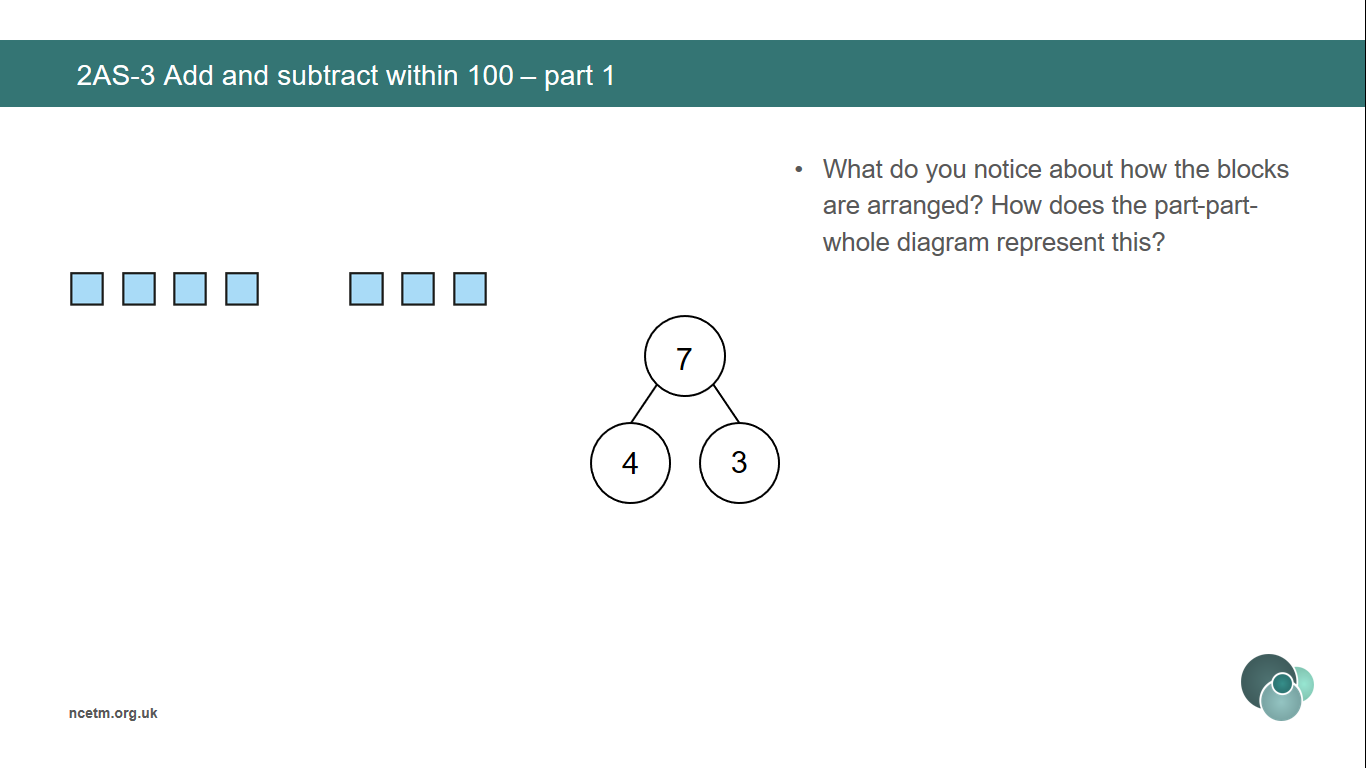 2AS-3 Add and subtract within 100 – part 1
• What do you notice about how the blocks
are arranged? How does the part-part-
whole diagram represent this?
7
4 3
ncetm.org.uk